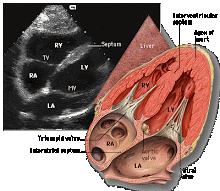 Interventricular
septum
Apex of
heart
Liver
RV
Septum
TV
LV
RA
MV
LA
RV
LV
Tricuspid valve
RA
Aortic
valve
Interatrial septum
LA
Mitral
valve